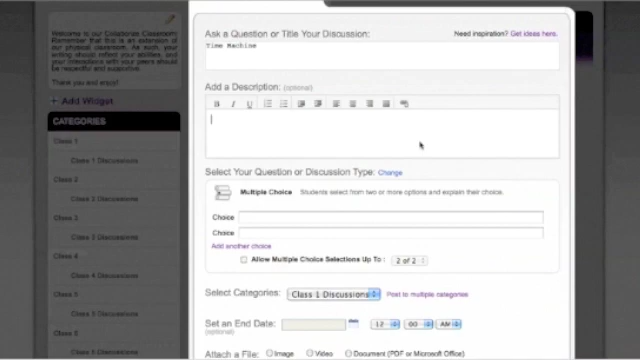 Welcome to our Collaborize Classroom!
Remember that this is an extension of
our physical classroom. As such, your
writing should reflect your abilities, and
your interactions with your peers should
be respectful and supportive.
Thank you and enjoy!
+ Add Widget
CATEGORIES
Class 1
Class 1 Discussions
Class 2
Class 2 Discussions
Class 3
Class 3 Discussions
Class 4
Class 4 Discussions
Class 5
Class 5 Discussions
Class 6
Class 6 Discussions
Ask a Question or Title Your Discussion:
Need inspiration? Get ideas here.
Time Machine
Add a Description: (optional)
B I U
Select Your Question or Discussion Type: Change
Multiple Choice Students select from two or more options and explain their choice.
Choice
Choice
Add another choice
Allow Multiple Choice Selections Up To : 2 of 2
Select Categories: Class 1 Discussions Post to multiple categories
Set an End Date: 12 00 AM
(optional)
Attach a File: Image Video Document (PDF or Microsoft Office)